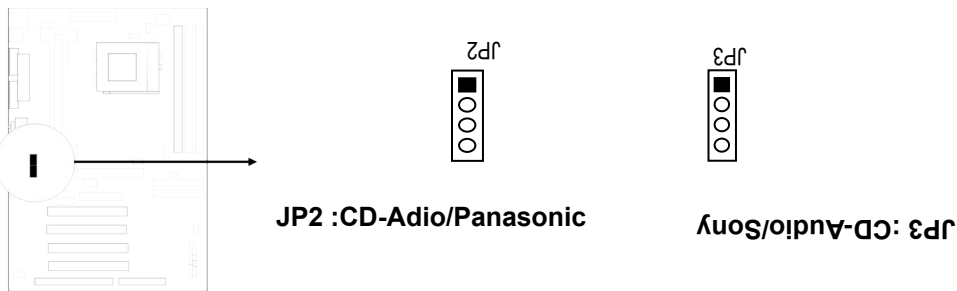 JP2
JP3
JP2 :CD-Adio/Panasonic
JP3 : CD-Audio/Sony